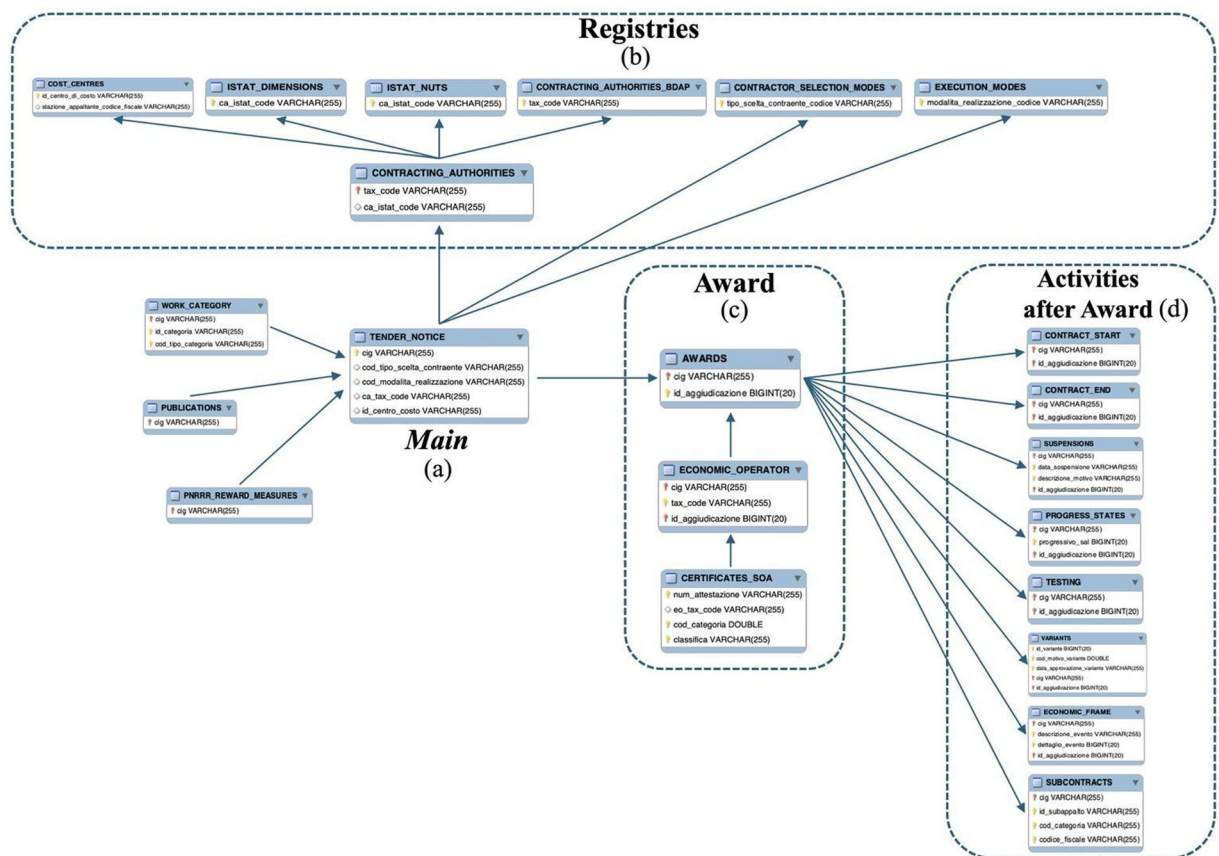 Registries
(b)
COST_CENTRES
id_centro_di_costo VARCHAR(255)
stazione_appaltante_codice_fiscale VARCHAR(255)
ISTAT_DIMENSIONS
ca_istat_code VARCHAR(255)
ISTAT_NUTS
ca_istat_code VARCHAR(255)
CONTRACTING_AUTHORITIES_BDAP
tax_code VARCHAR(255)
CONTRACTOR_SELECTION_MODES
tipo_scelta_contraente_codice VARCHAR(255)
EXECUTION_MODES
modalita_realizzazione_codice VARCHAR(255)
CONTRACTING_AUTHORITIES
tax_code VARCHAR(255)
ca_istat_code VARCHAR(255)
WORK_CATEGORY
cig VARCHAR(255)
id_categoria VARCHAR(255)
cod_tipo_categoria VARCHAR(255)
PUBLICATIONS
cig VARCHAR(255)
PNRRR_REWARD_MEASURES
cig VARCHAR(255)
TENDER_NOTICE
cig VARCHAR(255)
cod_tipo_scelta_contraente VARCHAR(255)
cod_modalita_realizzazione VARCHAR(255)
ca_tax_code VARCHAR(255)
id_centro_costo VARCHAR(255)
Main
(a)
Award
(c)
AWARDS
cig VARCHAR(255)
id_aggiudicazione BIGINT(20)
ECONOMIC_OPERATOR
cig VARCHAR(255)
tax_code VARCHAR(255)
id_aggiudicazione BIGINT(20)
CERTIFICATES_SOA
num_attestazione VARCHAR(255)
eo_tax_code VARCHAR(255)
cod_categoria DOUBLE
classifica VARCHAR(255)
Activities
after Award (d)
CONTRACT_START
cig VARCHAR(255)
id_aggiudicazione BIGINT(20)
CONTRACT_END
cig VARCHAR(255)
id_aggiudicazione BIGINT(20)
SUSPENSIONS
cig VARCHAR(255)
data_sospensione VARCHAR(255)
descrizione_motivo VARCHAR(255)
id_aggiudicazione BIGINT(20)
PROGRESS_STATES
cig VARCHAR(255)
progressivo_sal BIGINT(20)
id_aggiudicazione BIGINT(20)
TESTING
cig VARCHAR(255)
id_aggiudicazione BIGINT(20)
VARIANTS
id_variante BIGINT(20)
cod_motivo_variante DOUBLE
data_approvazione_variante VARCHAR(255)
cig VARCHAR(255)
id_aggiudicazione BIGINT(20)
ECONOMIC_FRAME
cig VARCHAR(255)
descrizione_evento VARCHAR(255)
dettaglio_evento BIGINT(20)
id_aggiudicazione BIGINT(20)
SUBCONTRACTS
cig VARCHAR(255)
id_subappalto VARCHAR(255)
cod_categoria VARCHAR(255)
codice_fiscale VARCHAR(255)